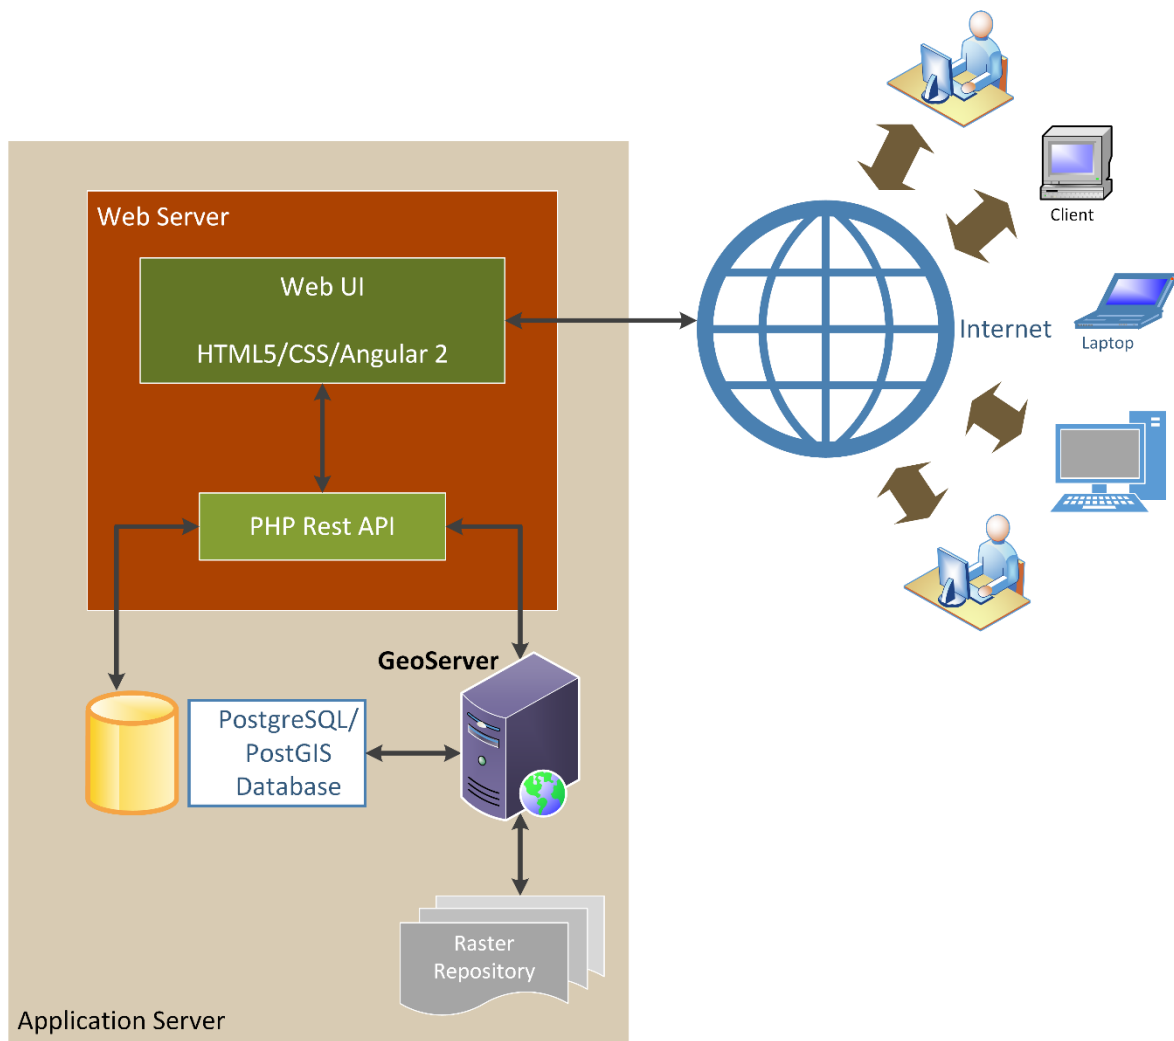 Client
Web Server
Web UI
HTML5/CSS/Angular 2
Internet
Laptop
PHP Rest API
GeoServer
PostgreSQL/
PostGIS
Database
Raster
Repository
Application Server